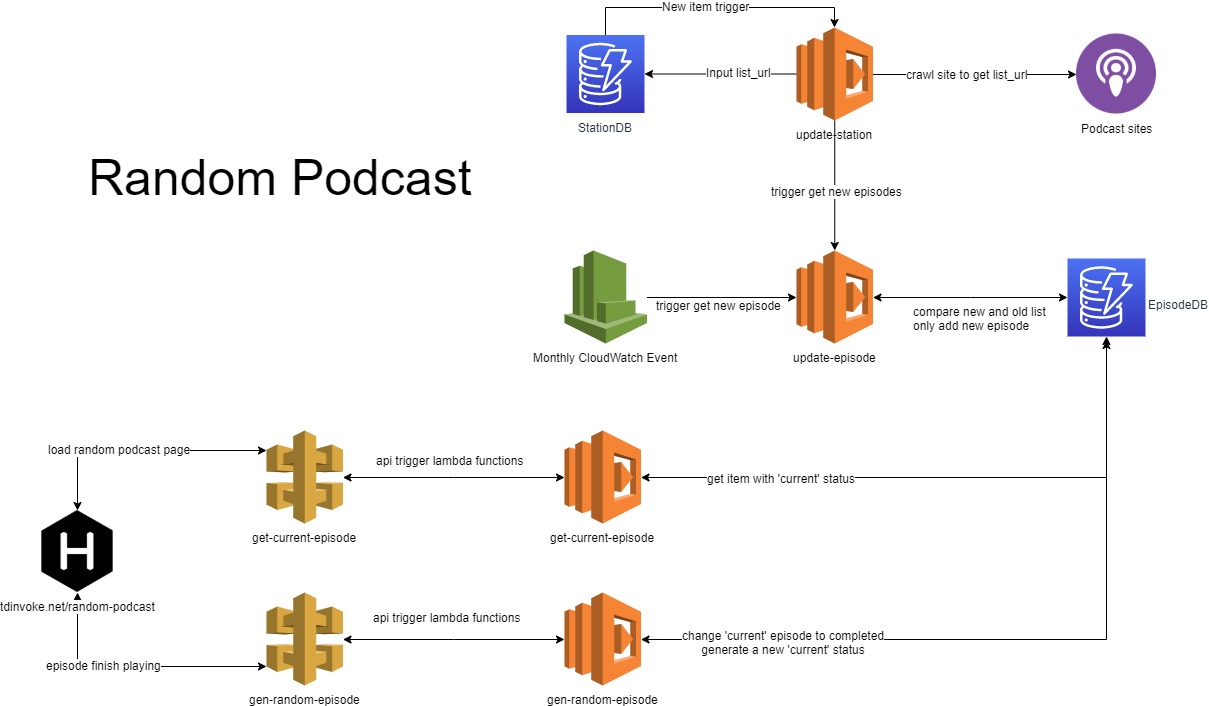 New item trigger
Input list_url
crawl site to get list_url
StationDB
update-station
Podcast sites
Random Podcast
trigger get new episodes
trigger get new episode
compare new and old list
only add new episode
EpisodeDB
Monthly CloudWatch Event
update-episode
load random podcast page
api trigger lambda functions
get item with 'current' status
get-current-episode
get-current-episode
H
tdinvoke.net/random-podcast
api trigger lambda functions
change 'current' episode to completed
generate a new 'current' status
episode finish playing
gen-random-episode
gen-random-episode